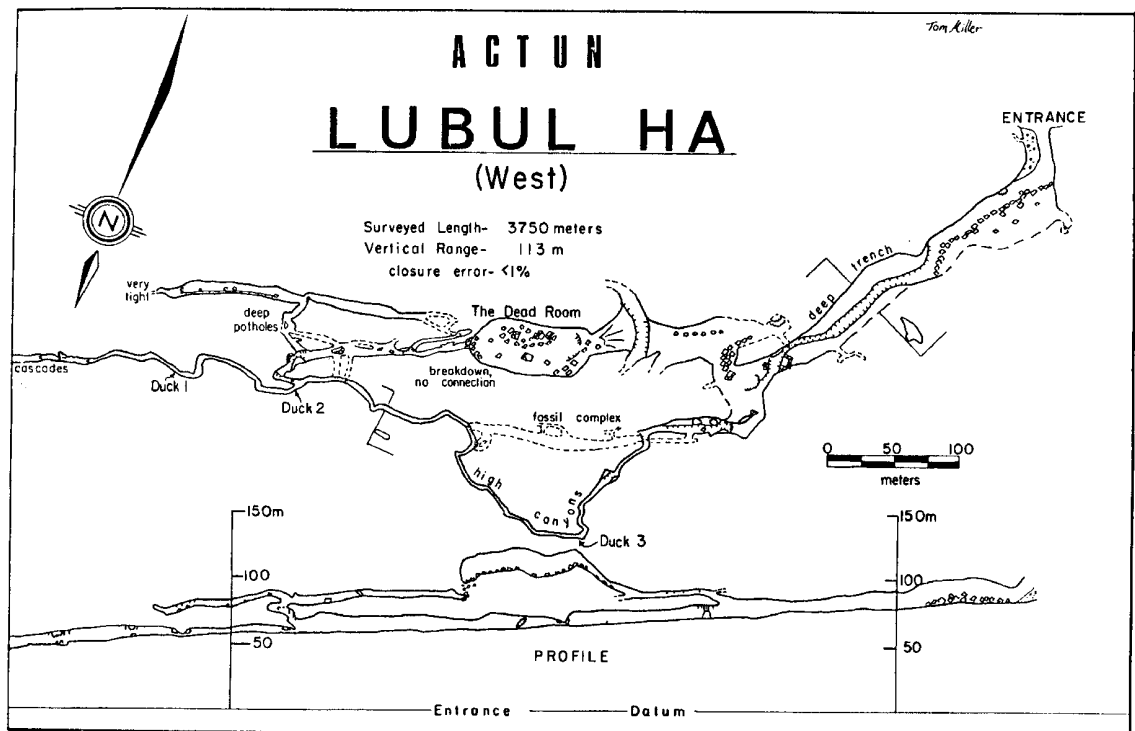 Tom Miller
ACTUN
LUBUL HA
(West)
ENTRANCE
N
Surveyed Length- 3750 meters
Vertical Range- 113 m
closure error- <1%
deep trench
very tight
deep potholes
The Dead Room
breakdown, no connection
cascades
Duck 1
Duck 2
fossil complex
high canyons
Duck 3
0 50 100
meters
150m
100
50
150m
100
50
PROFILE
Entrance Datum